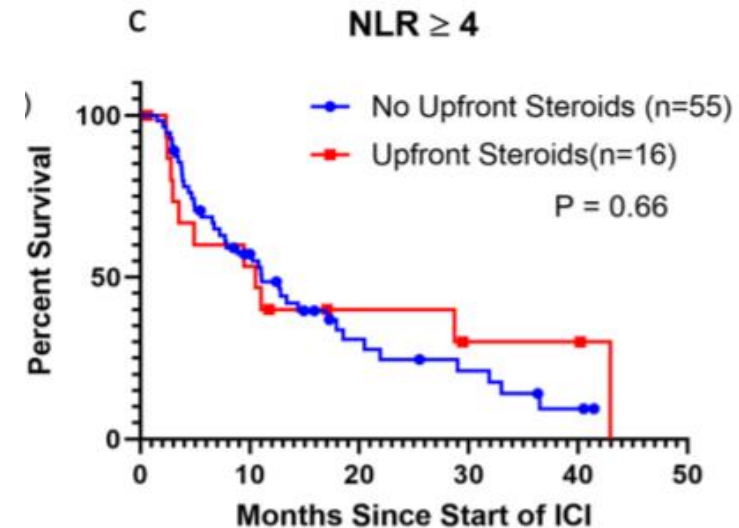 C
NLR ≥ 4
)
No Upfront Steroids (n=55)
Upfront Steroids(n=16)
P = 0.66
Percent Survival
100
50
0
0 10 20 30 40 50
Months Since Start of ICI